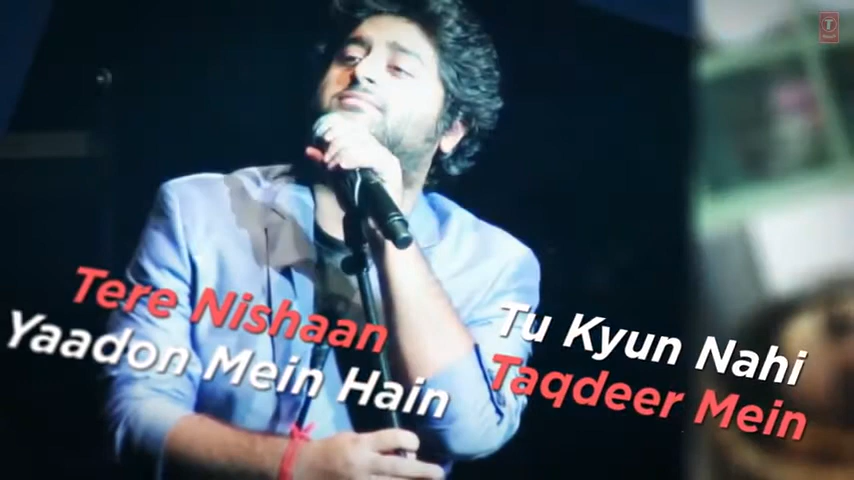 Tere Nishaan
Yaadon Mein Hain
Tu Kyun Nahi
Taqdeer Mein